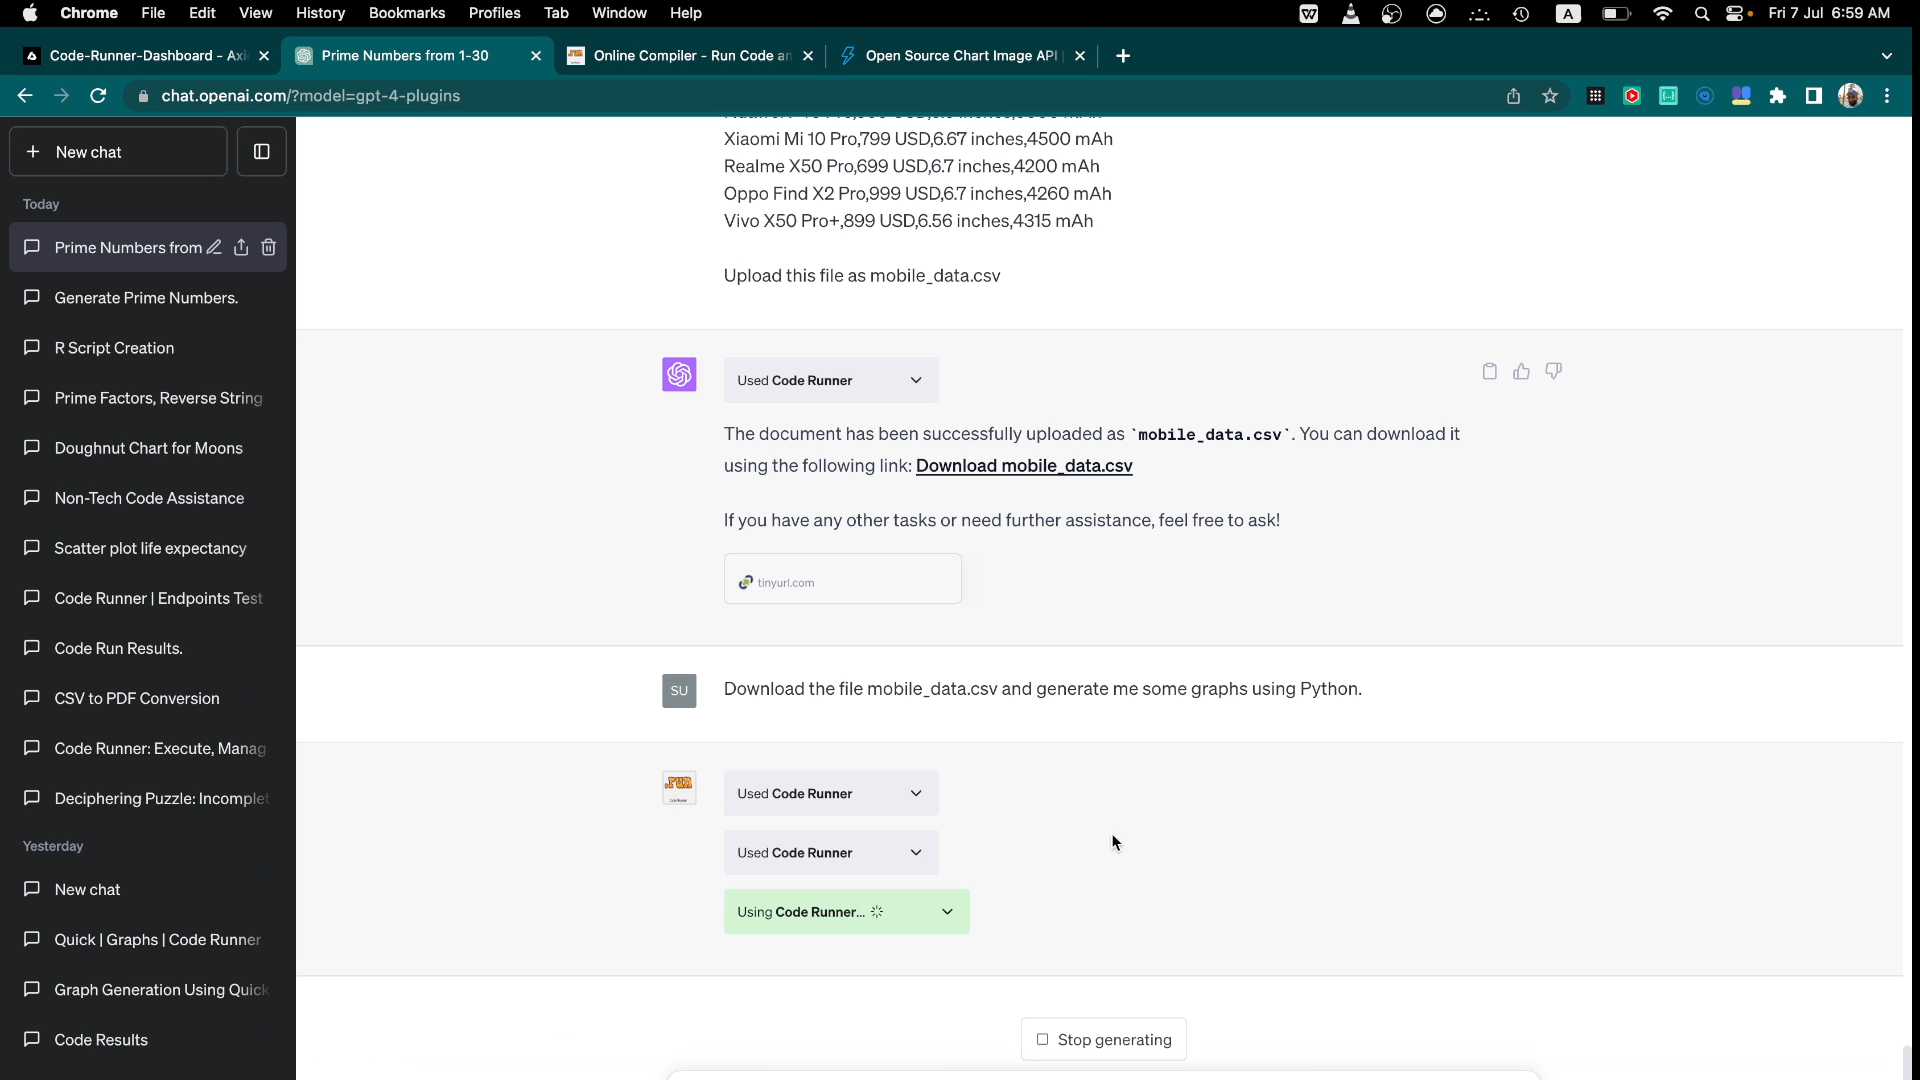 Chrome File Edit View History Bookmarks Profiles Tab Window Help A Fri 7 Jul 6:59 AM
Code-Runner-Dashboard - Axi Prime Numbers from 1-30 Online Compiler - Run Code an Open Source Chart Image API
chat.openai.com/?model=gpt-4-plugins
New chat
Today
Prime Numbers from
Generate Prime Numbers.
R Script Creation
Prime Factors, Reverse String
Doughnut Chart for Moons
Non-Tech Code Assistance
Scatter plot life expectancy
Code Runner | Endpoints Test
Code Run Results.
CSV to PDF Conversion
Code Runner: Execute, Manag
Deciphering Puzzle: Incomplet
Yesterday
New chat
Quick | Graphs | Code Runner
Graph Generation Using Quick
Code Results
Xiaomi Mi 10 Pro,799 USD,6.67 inches,4500 mAh
Realme X50 Pro,699 USD,6.7 inches,4200 mAh
Oppo Find X2 Pro,999 USD,6.7 inches,4260 mAh
Vivo X50 Pro+,899 USD,6.56 inches,4315 mAh
Upload this file as mobile_data.csv
Used Code Runner
The document has been successfully uploaded as `mobile_data.csv`. You can download it
using the following link: Download mobile_data.csv
If you have any other tasks or need further assistance, feel free to ask!
tinyurl.com
SU
Download the file mobile_data.csv and generate me some graphs using Python.
Used Code Runner
Used Code Runner
Using Code Runner...
Stop generating